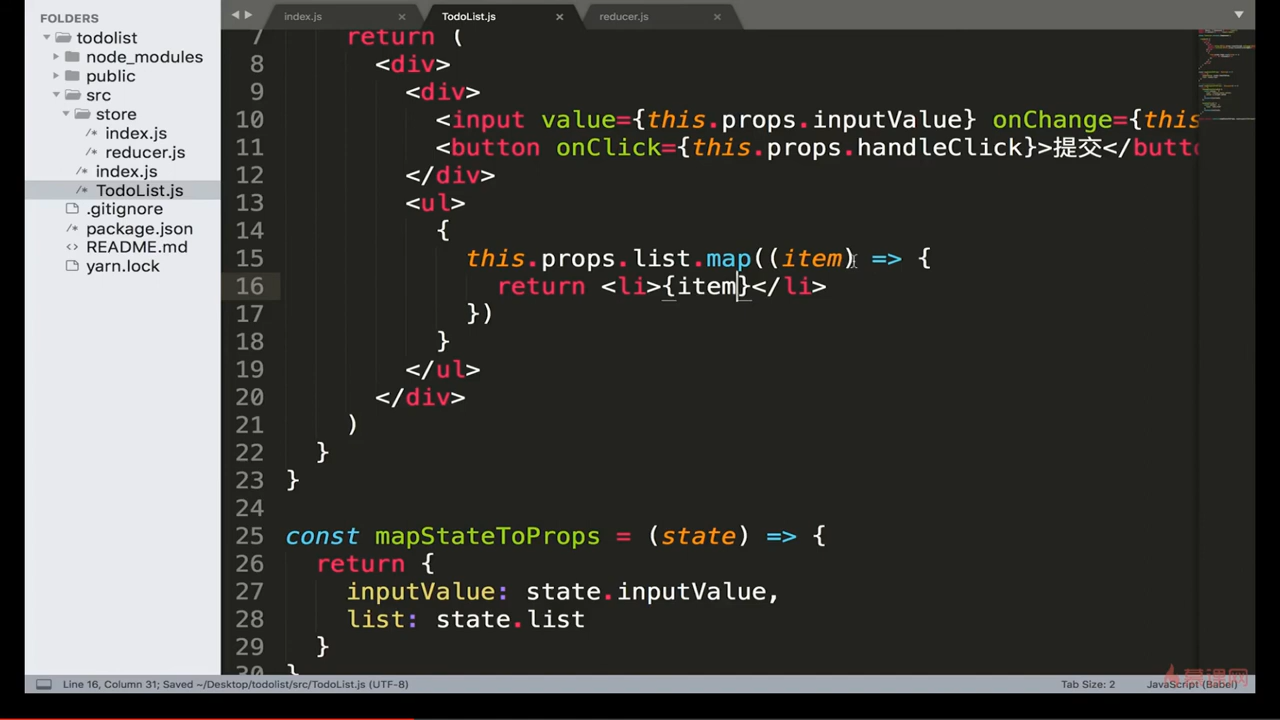 FOLDERS
todolist
node_modules
public
src
store
index.js
reducer.js
index.js
TodoList.js
.gitignore
package.json
README.md
yarn.lock
index.js
TodoList.js
reducer.js
7 return (
8 <div>
9 <div>
10 <input value={this.props.inputValue} onChange={this
11 <button onClick={this.props.handleClick}>提交</butto
12 </div>
13 <ul>
14 {
15 this.props.list.map((item) => {
16 return <li>{item}</li>
17 })
18 }
19 </ul>
20 </div>
21 )
22 }
23 }
24
25 const mapStateToProps = (state) => {
26 return {
27 inputValue: state.inputValue,
28 list: state.list
29 }
30 }
Line 16, Column 31; Saved ~/Desktop/todolist/src/TodoList.js (UTF-8)
Tab Size: 2
JavaScript (Babel)
慕课网